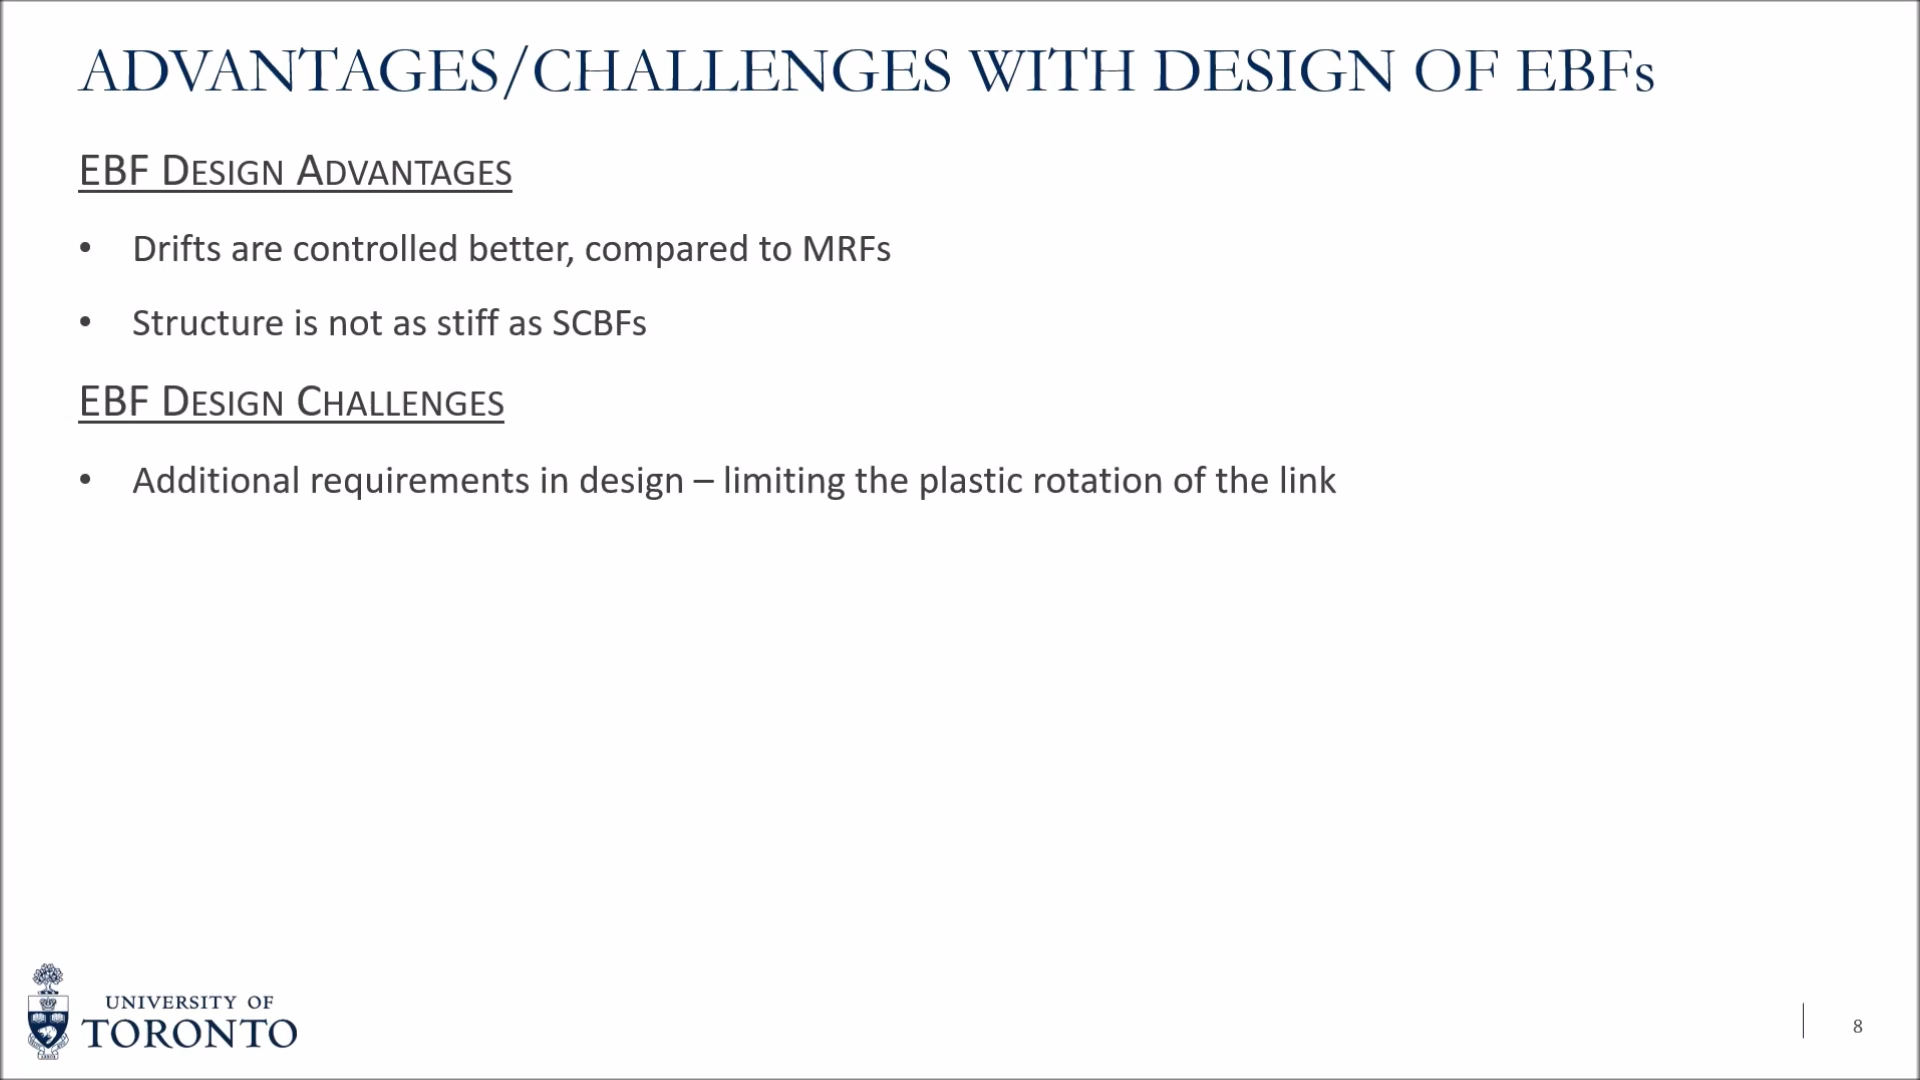 ADVANTAGES/CHALLENGES WITH DESIGN OF EBFs
EBF DESIGN ADVANTAGES
• Drifts are controlled better, compared to MRFs
• Structure is not as stiff as SCBFs
EBF DESIGN CHALLENGES
• Additional requirements in design – limiting the plastic rotation of the link
UNIVERSITY OF
TORONTO
8